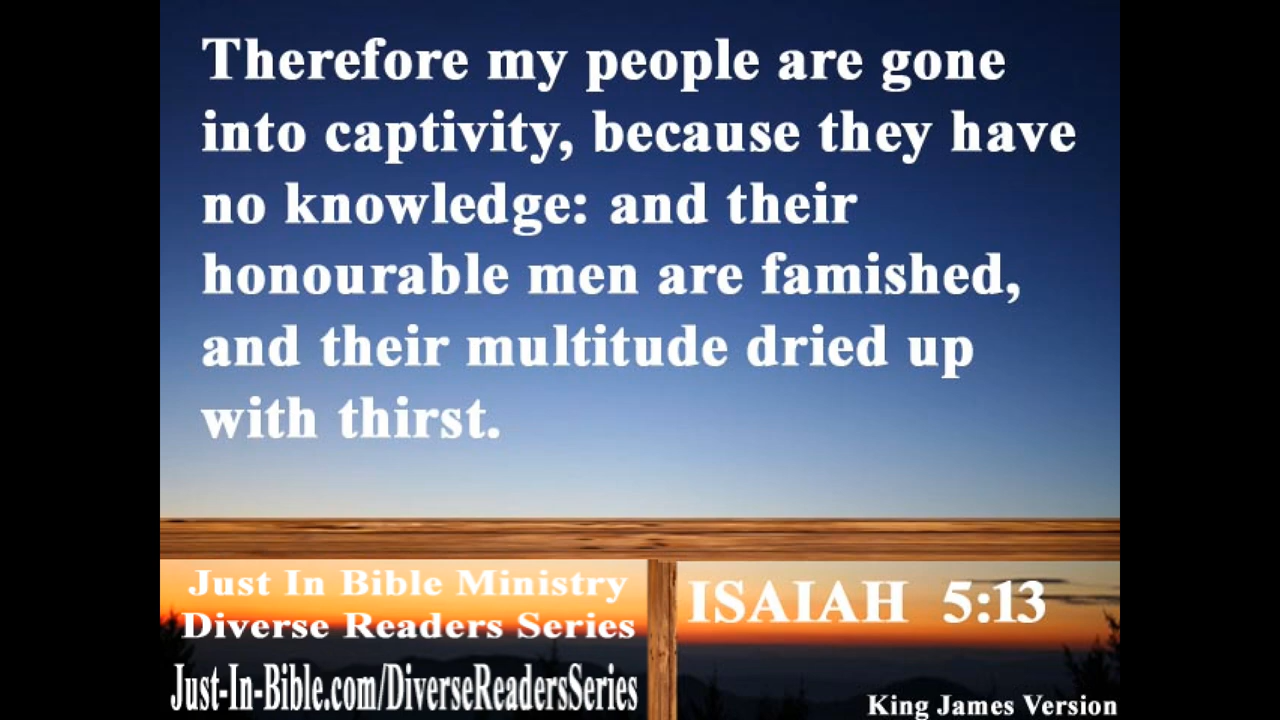 Therefore my people are gone
into captivity, because they have
no knowledge: and their
honourable men are famished,
and their multitude dried up
with thirst.
Just In Bible Ministry
Diverse Readers Series
Just-In-Bible.com/DiverseReadersSeries
ISAIAH 5:13
King James Version